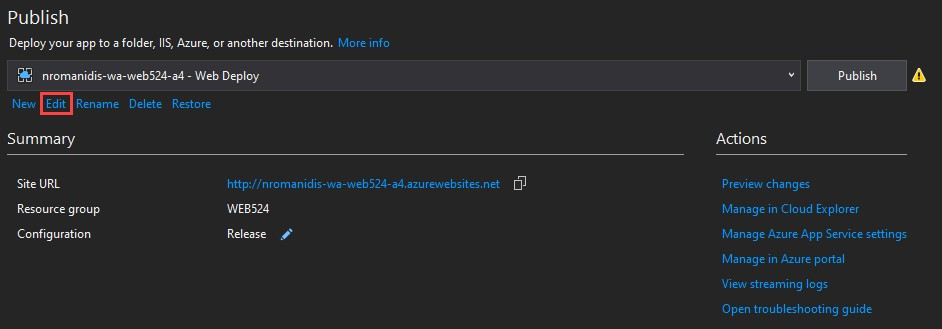 Publish
Deploy your app to a folder, IIS, Azure, or another destination. More info
nromanidis-wa-web524-a4 - Web Deploy
Publish
New Edit Rename Delete Restore
Summary
Actions
Site URL http://nromanidis-wa-web524-a4.azurewebsites.net
Preview changes
Resource group WEB524
Manage in Cloud Explorer
Configuration Release
Manage Azure App Service settings
Manage in Azure portal
View streaming logs
Open troubleshooting guide